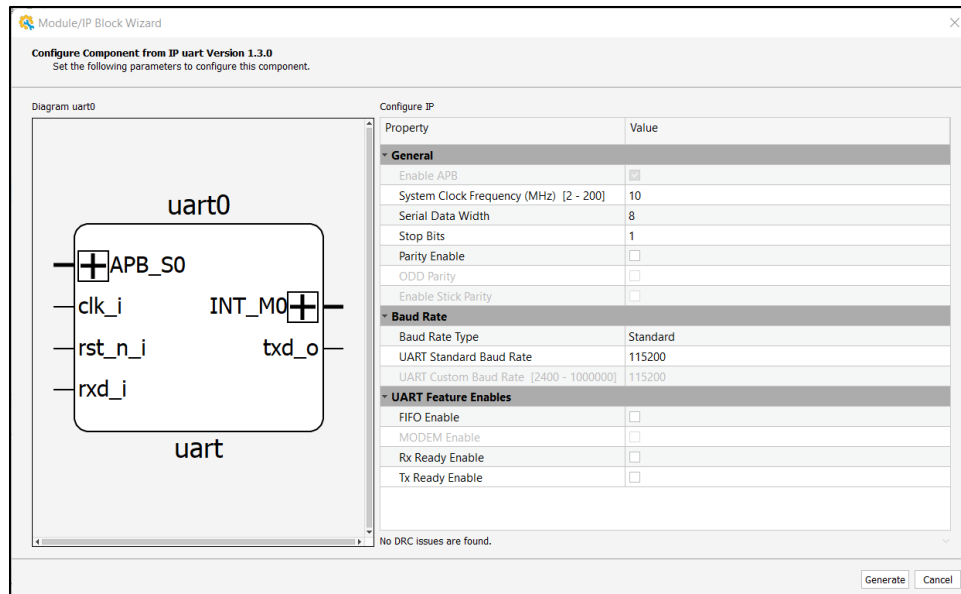 Module/IP Block Wizard
Configure Component from IP uart Version 1.3.0
Set the following parameters to configure this component.
Diagram uart0
Configure IP
Property Value
General
Enable APB
System Clock Frequency (MHz) [2 - 200] 10
Serial Data Width 8
Stop Bits 1
Parity Enable
ODD Parity
Enable Stick Parity
Baud Rate
Baud Rate Type Standard
UART Standard Baud Rate 115200
UART Custom Baud Rate [2400 - 1000000] 115200
UART Feature Enables
FIFO Enable
MODEM Enable
Rx Ready Enable
Tx Ready Enable
uart0
APB_S0
clk_i INT_M0
rst_n_i txd_o
rxd_i
uart
No DRC issues are found.
Generate Cancel